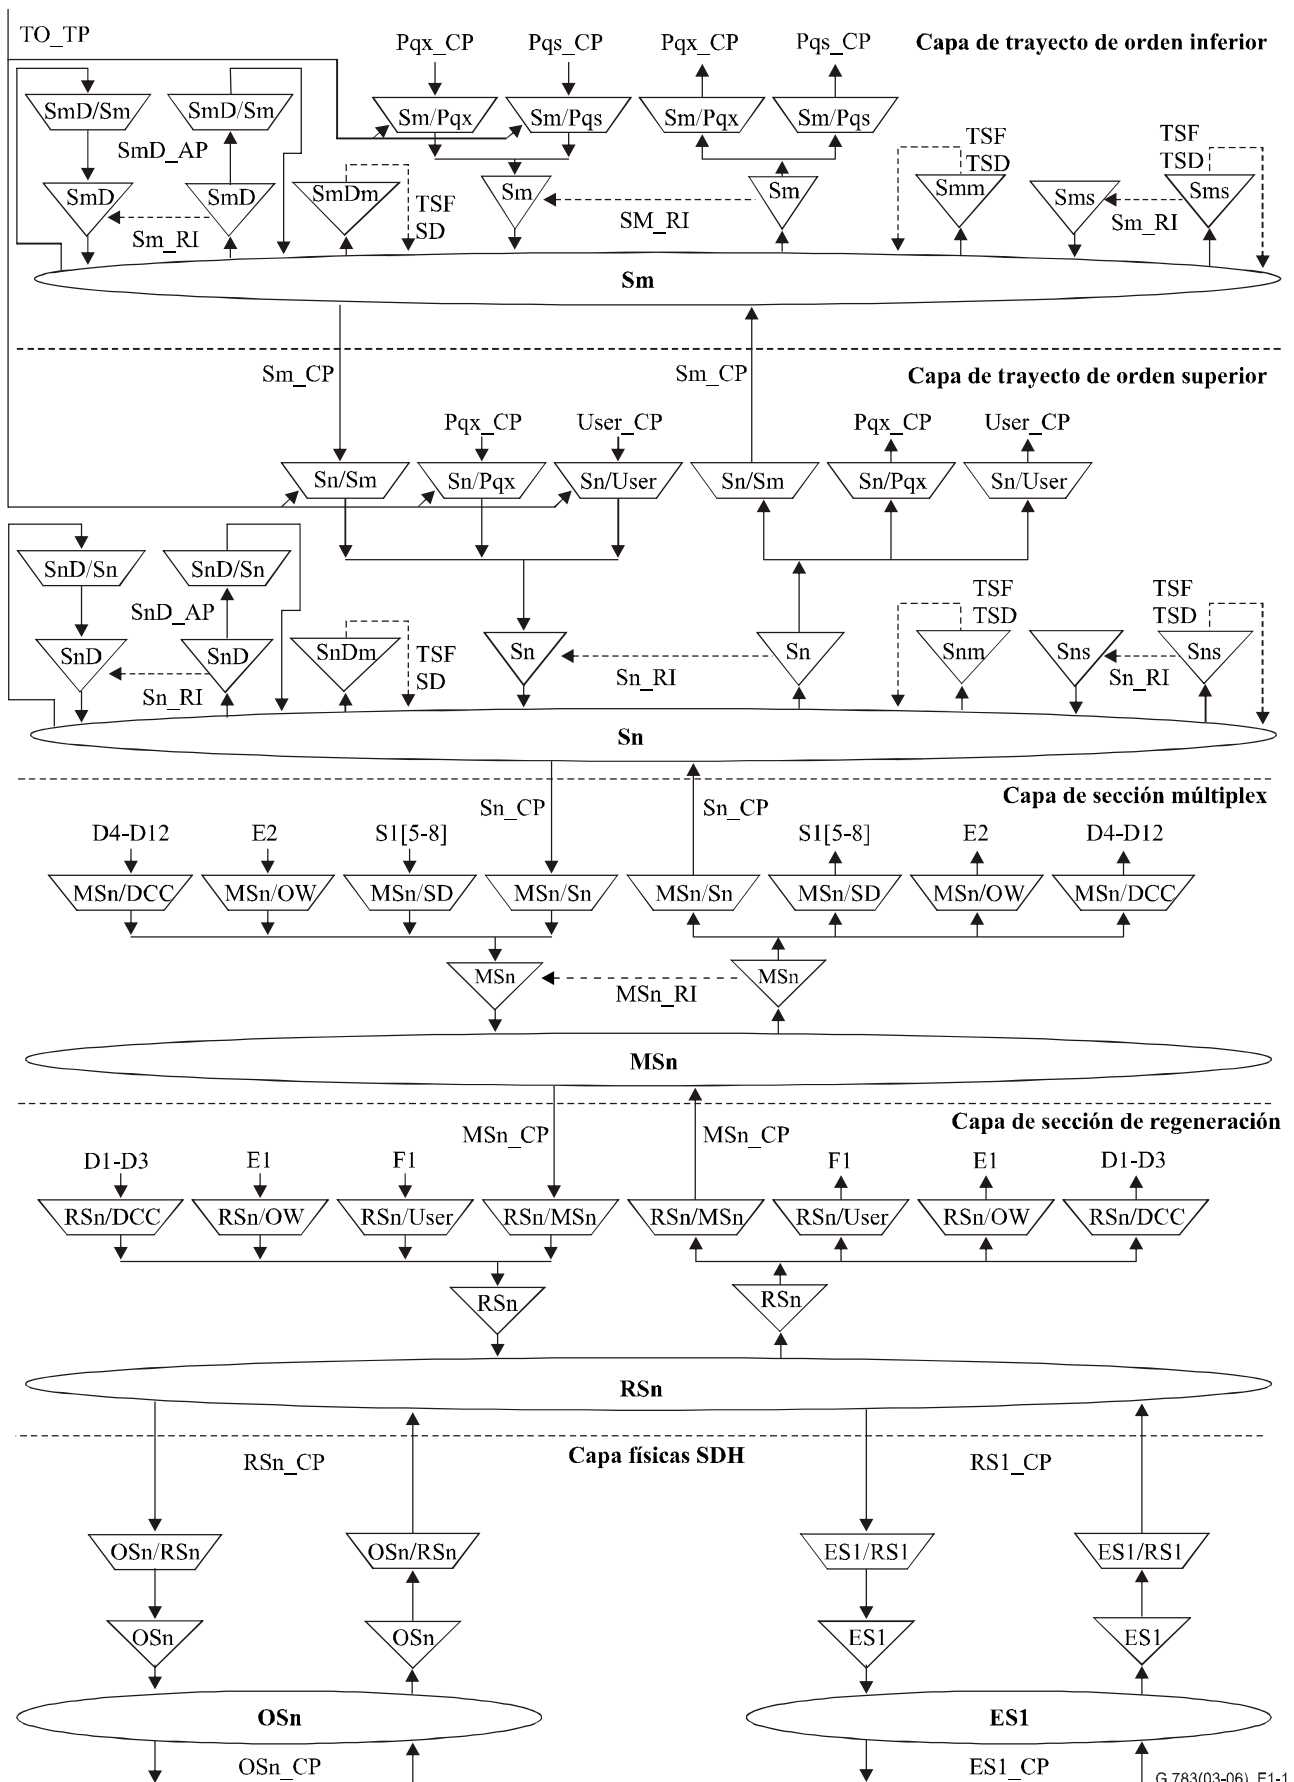 TO_TP
Pqx_CP Pqs_CP Pqx_CP Pqs_CP
Capa de trayecto de orden inferior
SmD/Sm SmD/Sm Sm/Pqx Sm/Pqs Sm/Pqx Sm/Pqs
SmD_AP
TSF TSF
TSD TSD
SmD SmD SmDm Sm Sm Smm Sms Sms
TSF
SD
Sm_RI SM_RI Sm_RI
Sm
Sm_CP Sm_CP
Capa de trayecto de orden superior
Pqx_CP User_CP Pqx_CP User_CP
Sn/Sm Sn/Pqx Sn/User Sn/Sm Sn/Pqx Sn/User
SnD/Sn SnD/Sn
SnD_AP
TSF TSF
TSD TSD
SnD SnD SnDm Sn Sn Snm Sns Sns
TSF
SD
Sn_RI Sn_RI Sn_RI
Sn
Capa de sección múltiplex
Sn_CP Sn_CP
D4-D12 E2 S1[5-8] S1[5-8] E2 D4-D12
MSn/DCC MSn/OW MSn/SD MSn/Sn MSn/Sn MSn/SD MSn/OW MSn/DCC
MSn MSn
MSn_RI
MSn
Capa de sección de regeneración
MSn_CP MSn_CP
D1-D3 E1 F1 F1 E1 D1-D3
RSn/DCC RSn/OW RSn/User RSn/MSn RSn/MSn RSn/User RSn/OW RSn/DCC
RSn RSn
RSn
Capa físicas SDH
RSn_CP RS1_CP
OSn/RSn OSn/RSn ES1/RS1 ES1/RS1
OSn OSn ES1 ES1
OSn ES1
OSn_CP ES1_CP
G.783(03-06)_F1-1